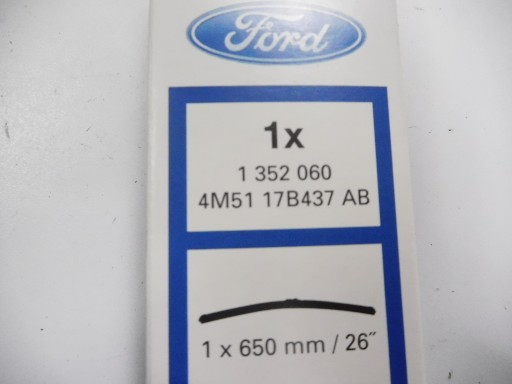 Ford
1x
1 352 060
4M51 17B437 AB
1 x 650 mm / 26″